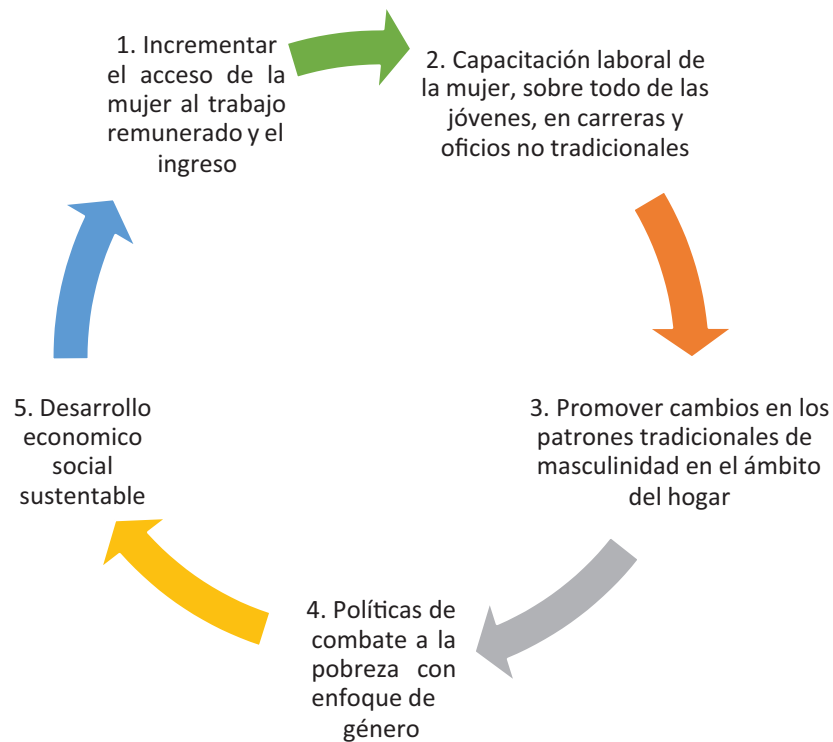 1. Incrementar
el acceso de la
mujer al trabajo
remunerado y el
ingreso
2. Capacitación laboral de
la mujer, sobre todo de las
jóvenes, en carreras y
oficios no tradicionales
3. Promover cambios en los
patrones tradicionales de
masculinidad en el ámbito
del hogar
4. Políticas de
combate a la
pobreza con
enfoque de
género
5. Desarrollo
economico
social
sustentable